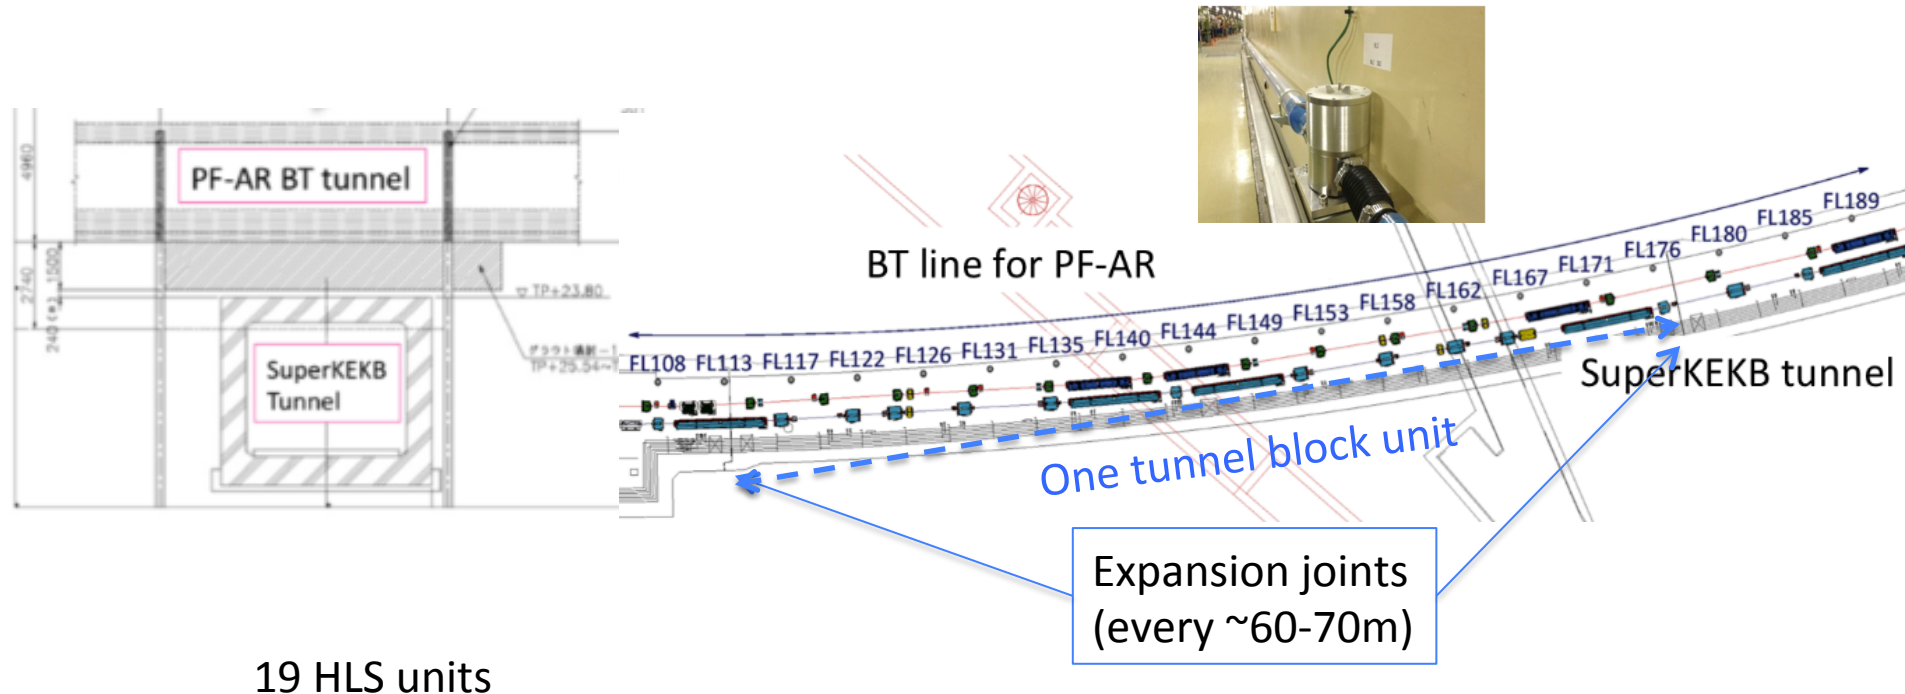 4960
PF-AR BT tunnel
2740
1500
TP+23.80
SuperKEKB
Tunnel
BT line for PF-AR
FL108
FL113
FL117
FL122
FL126
FL131
FL135
FL140
FL144
FL149
FL153
FL158
FL162
FL167
FL171
FL176
FL180
FL185
FL189
SuperKEKB tunnel
One tunnel block unit
Expansion joints
(every ~60-70m)
19 HLS units